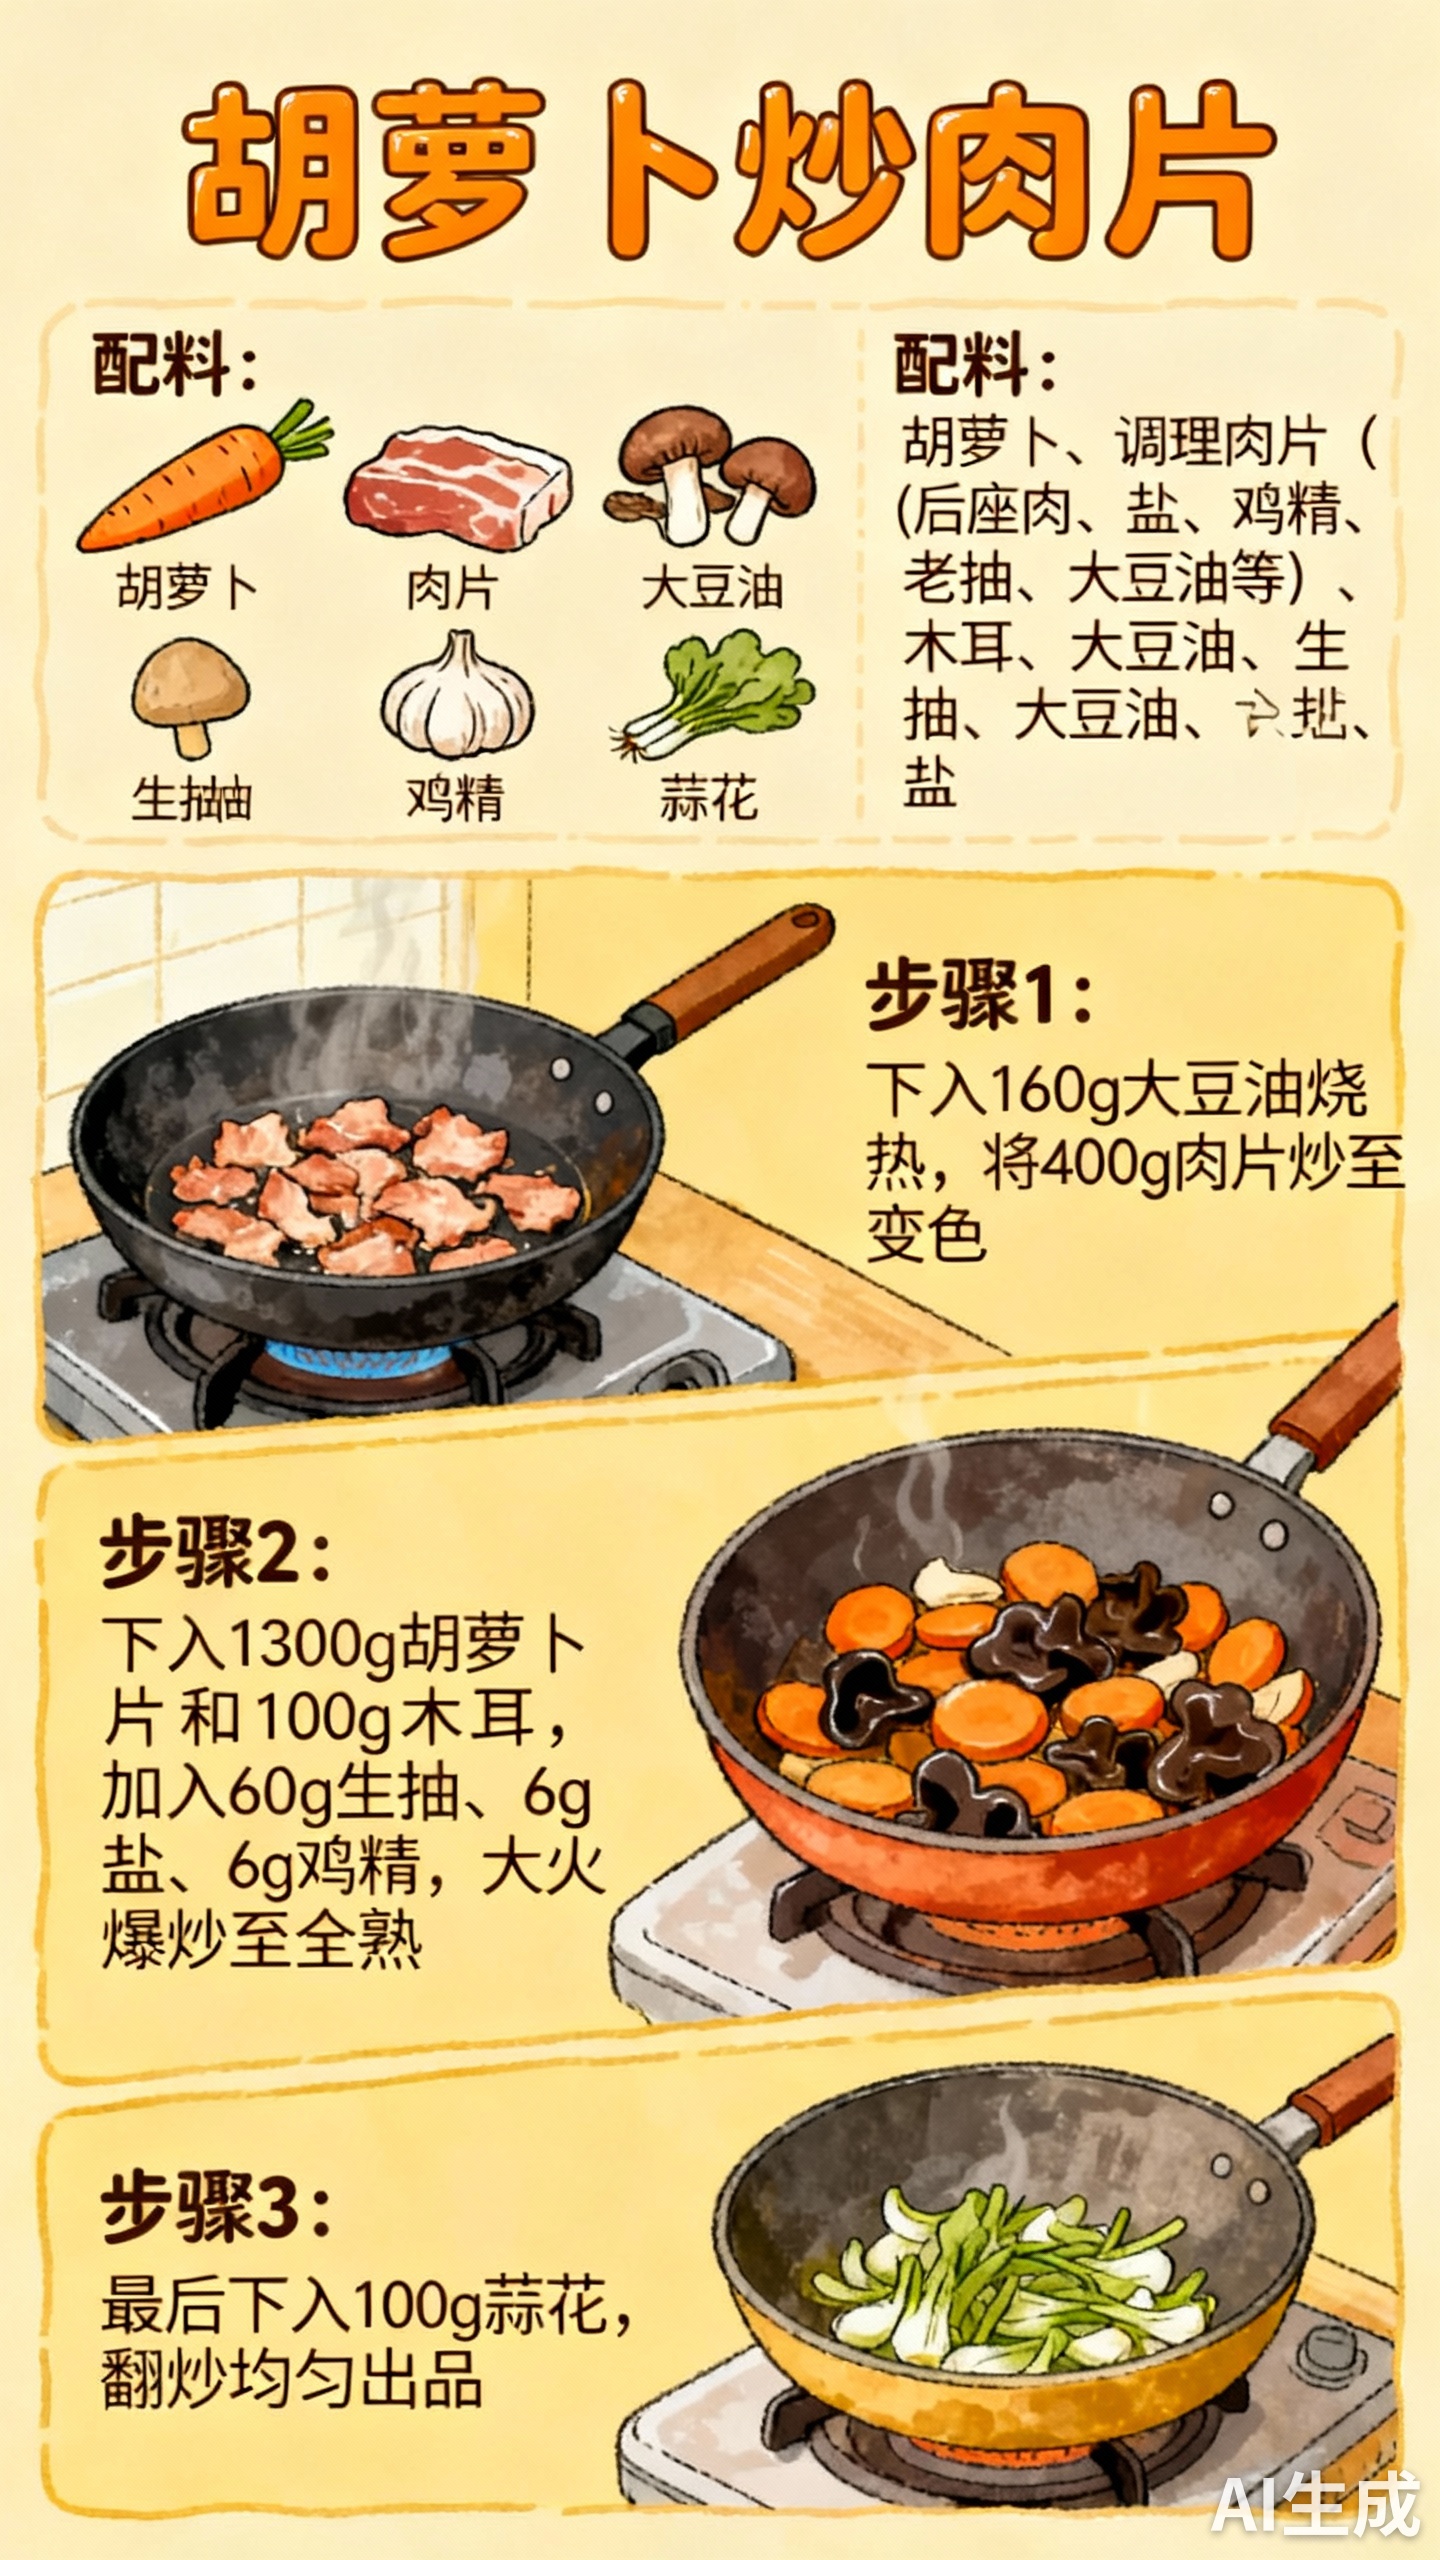 胡萝卜炒肉片
配料：
胡萝卜
肉片
大豆油
生抽
鸡精
蒜花
配料：
胡萝卜、调理肉片（
(后座肉、盐、鸡精、
老抽、大豆油等）、
木耳、大豆油、生
抽、大豆油、
盐
步骤1：
下入160g大豆油烧
热，将400g肉片炒至
变色
步骤2：
下入1300g胡萝卜
片和100g木耳，
加入60g生抽、6g
盐、6g鸡精，大火
爆炒至全熟
步骤3：
最后下入100g蒜花，
翻炒均匀出品
AI生成